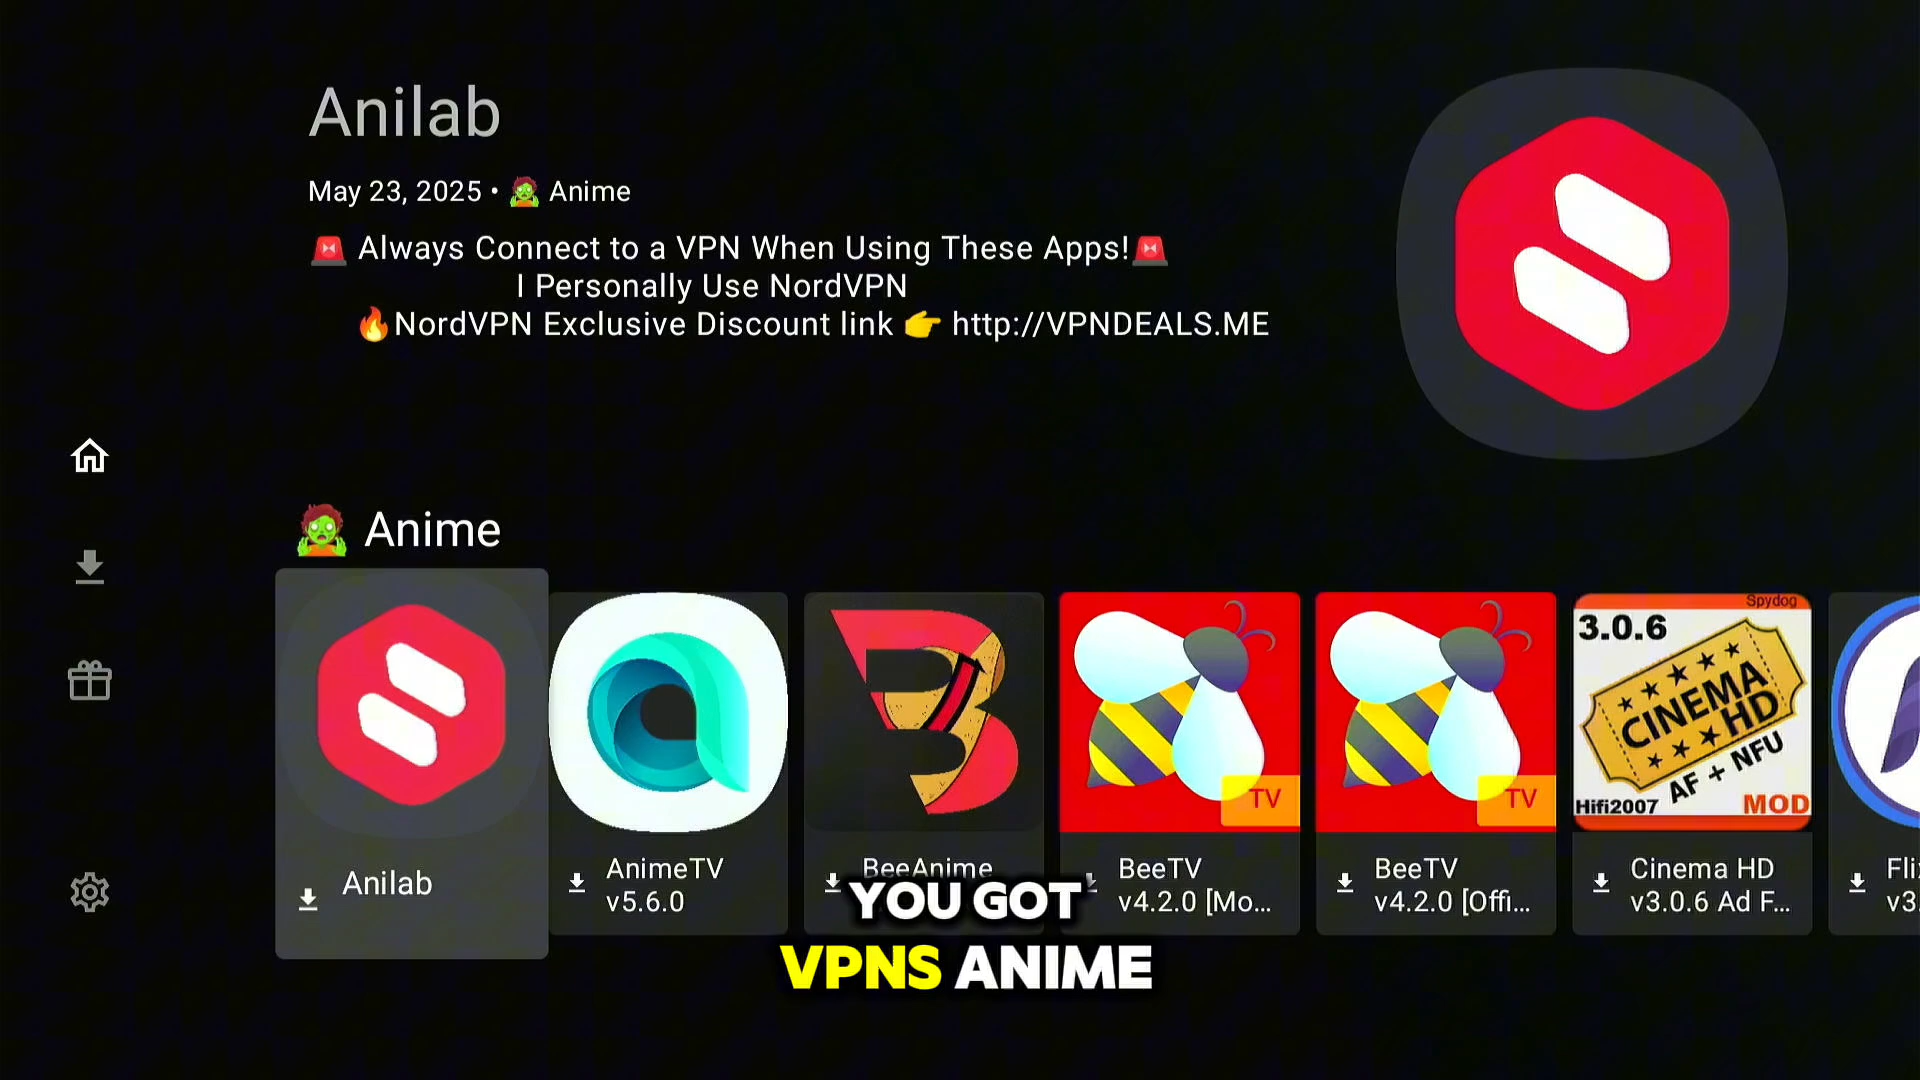 Anilab
May 23, 2025 • Anime
Always Connect to a VPN When Using These Apps!
I Personally Use NordVPN
NordVPN Exclusive Discount link http://VPNDEALS.ME
Anime
Spydog
3.0.6
CINEMA
HD
AF + NFU
Hifi2007 MOD
TV
TV
Anilab
AnimeTV
v5.6.0
BeeAnime
BeeTV
v4.2.0 [Mo...
BeeTV
v4.2.0 [Offi...
Cinema HD
v3.0.6 Ad F...
Fli
v3.
YOU GOT
VPNS ANIME